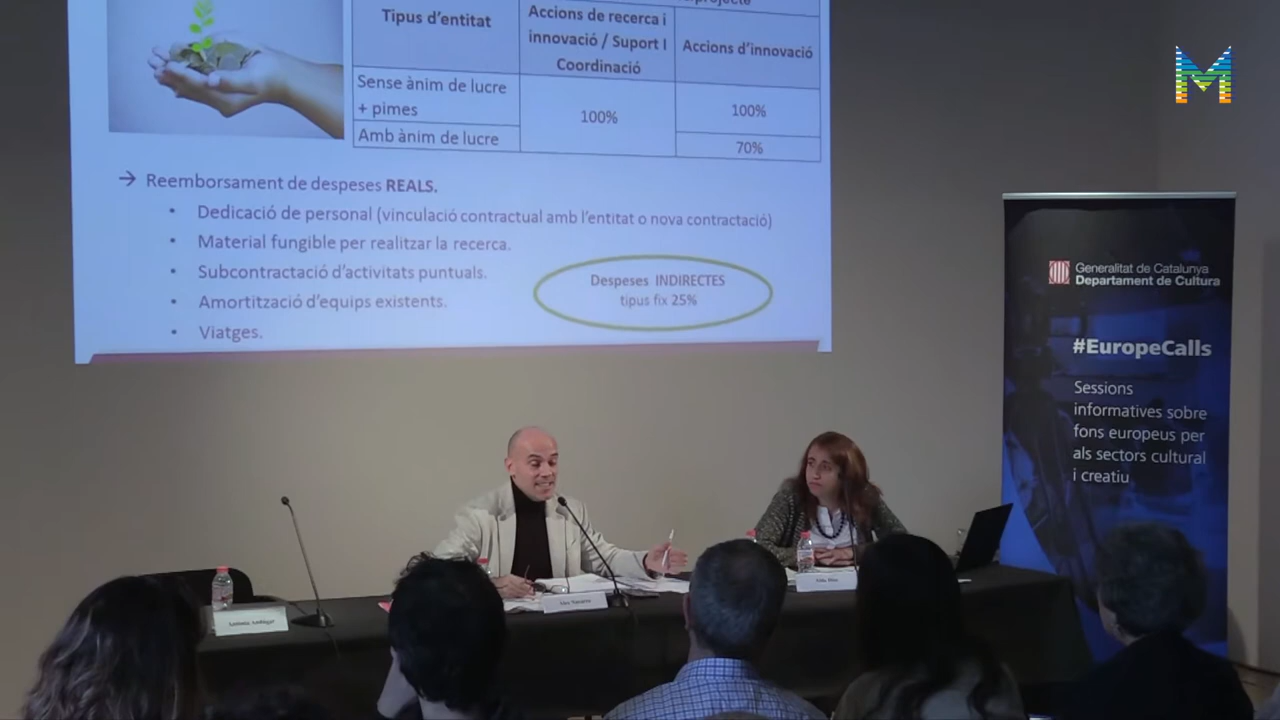 Tipus d'entitat
Accions de recerca i
innovació / Suport I
Coordinació
Accions d'innovació
Sense ànim de lucre
+ pimes
100%
100%
Amb ànim de lucre
70%
→ Reemborsament de despeses REALS.
• Dedicació de personal (vinculació contractual amb l'entitat o nova contractació)
• Material fungible per realitzar la recerca.
• Subcontractació d'activitats puntuals.
• Amortització d'equips existents.
• Viatges.
Despeses INDIRECTES
tipus fix 25%
M
Generalitat de Catalunya
Departament de Cultura
#EuropeCalls
Sessions
informatives sobre
fons europeus per
als sectors cultural
i creatiu